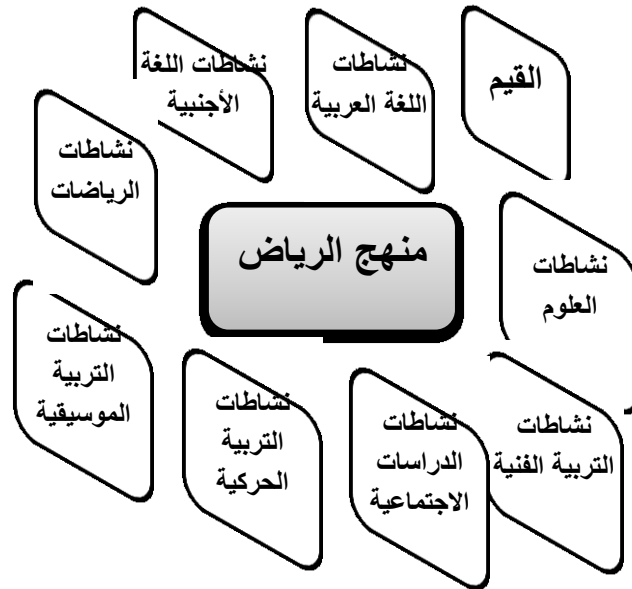 القيم
نشاطات
اللغة العربية
نشاطات اللغة
الأجنبية
نشاطات
الرياضات
منهج الرياض
نشاطات
العلوم
نشاطات
التربية
الموسيقية
نشاطات
التربية
الحركية
نشاطات
الدراسات
الاجتماعية
نشاطات
التربية الفنية